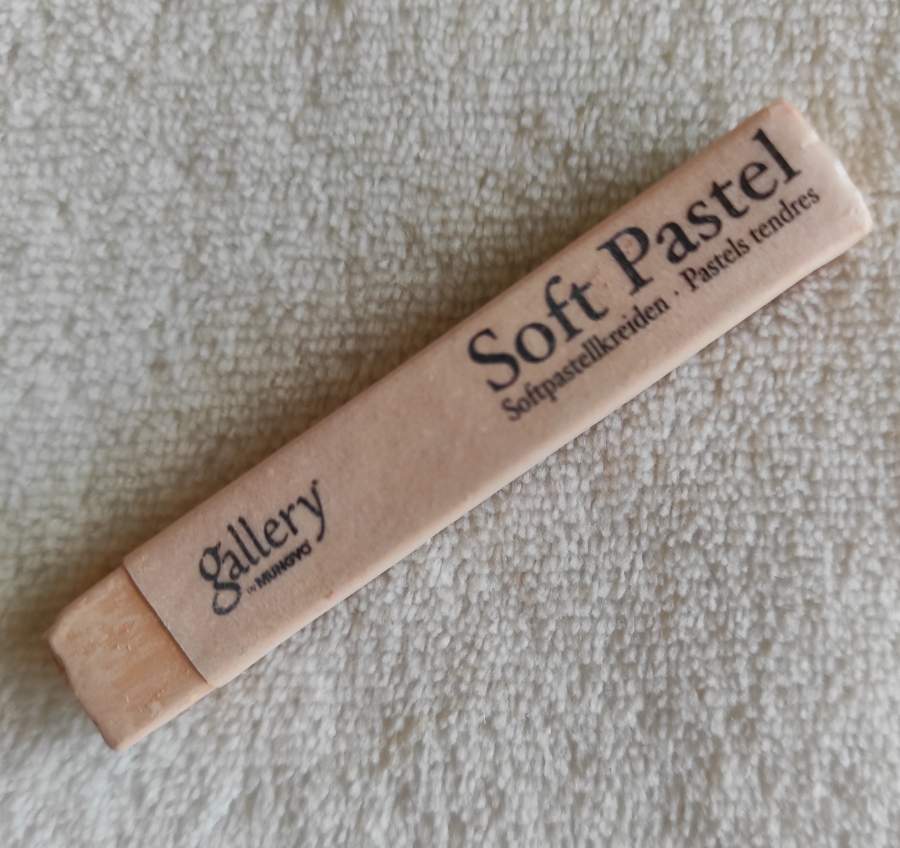 Soft Pastel
Softpastellkreiden · Pastels tendres
gallery
by MUNGYO